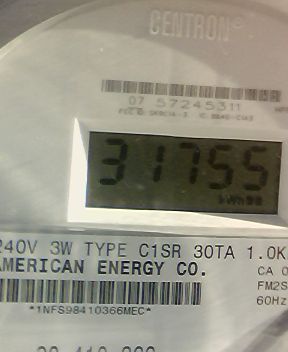 CENTRON®
07 57245311
31755
kWh
240V 3W TYPE C1SR 30TA 1.0K
AMERICAN ENERGY CO.
CA 0
FM2S
60Hz
*1NFS98410366MEC*